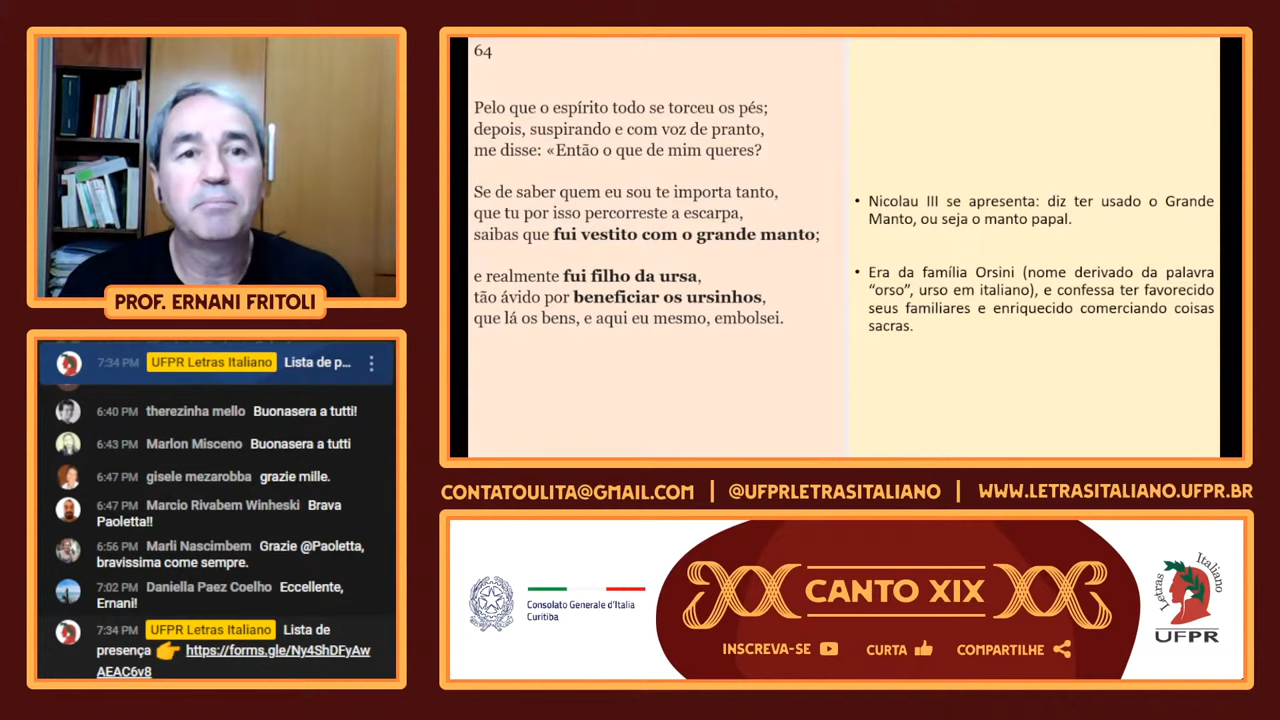 PROF. ERNANI FRITOLI
7:34 PM UFPR Letras Italiano Lista de p...
6:40 PM therezinha mello Buonasera a tutti!
6:43 PM Marlon Misceno Buonasera a tutti
6:47 PM gisele mezarobba grazie mille.
6:47 PM Marcio Rivabem Winheski Brava
Paoletta!!
6:56 PM Marli Nascimbem Grazie @Paoletta,
bravissima come sempre.
7:02 PM Daniella Paez Coelho Eccellente,
Ernani!
7:34 PM UFPR Letras Italiano Lista de
presença 👉 https://forms.gle/Ny4ShDFyAw
AEAC6v8
64
Pelo que o espírito todo se torceu os pés;
depois, suspirando e com voz de pranto,
me disse: «Então o que de mim queres?
Se de saber quem eu sou te importa tanto,
que tu por isso percorreste a escarpa,
saibas que fui vestito com o grande manto;
e realmente fui filho da ursa,
tão ávido por beneficiar os ursinhos,
que lá os bens, e aqui eu mesmo, embolsei.
• Nicolau III se apresenta: diz ter usado o Grande
Manto, ou seja o manto papal.
• Era da família Orsini (nome derivado da palavra
“orso”, urso em italiano), e confessa ter favorecido
seus familiares e enriquecido comerciando coisas
sacras.
CONTATOULITA@GMAIL.COM | @UFPRLETRASITALIANO | WWW.LETRASITALIANO.UFPR.BR
Consolato Generale d'Italia
Curitiba
CANTO XIX
INSCREVA-SE CURTA COMPARTILHE
Letras Italiano
UFPR